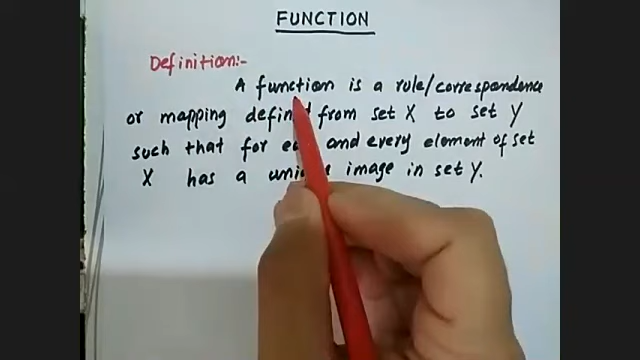 FUNCTION
Definition:-
A function is a rule/correspondence
or mapping from set X to set Y
such that for and every element of set
X has a image in set Y.